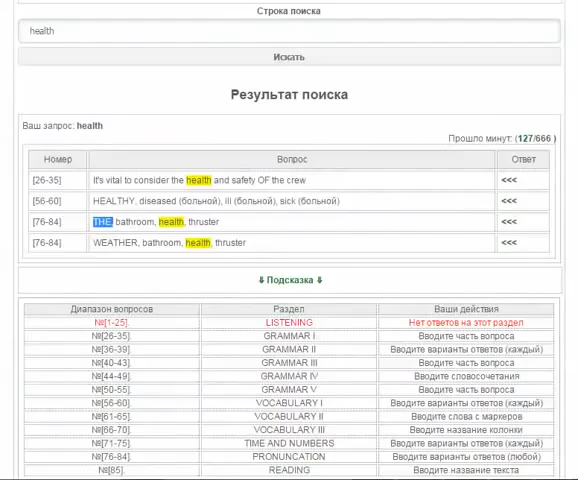 Строка поиска
health
Искать
Результат поиска
Ваш запрос: health
Прошло минут: (127/666 )
Номер Вопрос Ответ
[26-35] It's vital to consider the health and safety OF the crew <<<
[56-60] HEALTHY, diseased (больной), ill (больной), sick (больной) <<<
[76-84] THE, bathroom, health, thruster <<<
[76-84] WEATHER, bathroom, health, thruster <<<
⇓ Подсказка ⇓
Диапазон вопросов Раздел Ваши действия
№[1-25]. LISTENING Нет ответов на этот раздел
№[26-35]. GRAMMAR I Вводите часть вопроса
№[36-39]. GRAMMAR II Вводите варианты ответов (каждый)
№[40-43]. GRAMMAR III Вводите часть вопроса
№[44-49]. GRAMMAR IV Вводите словосочетания
№[50-55]. GRAMMAR V Вводите часть вопроса
№[56-60]. VOCABULARY I Вводите варианты ответов (каждый)
№[61-65]. VOCABULARY II Вводите слова с маркеров
№[66-70]. VOCABULARY III Вводите название колонки
№[71-75]. TIME AND NUMBERS Вводите варианты ответов (каждый)
№[76-84]. PRONUNCATION Вводите варианты ответов (любой)
№[85]. READING Вводите название текста